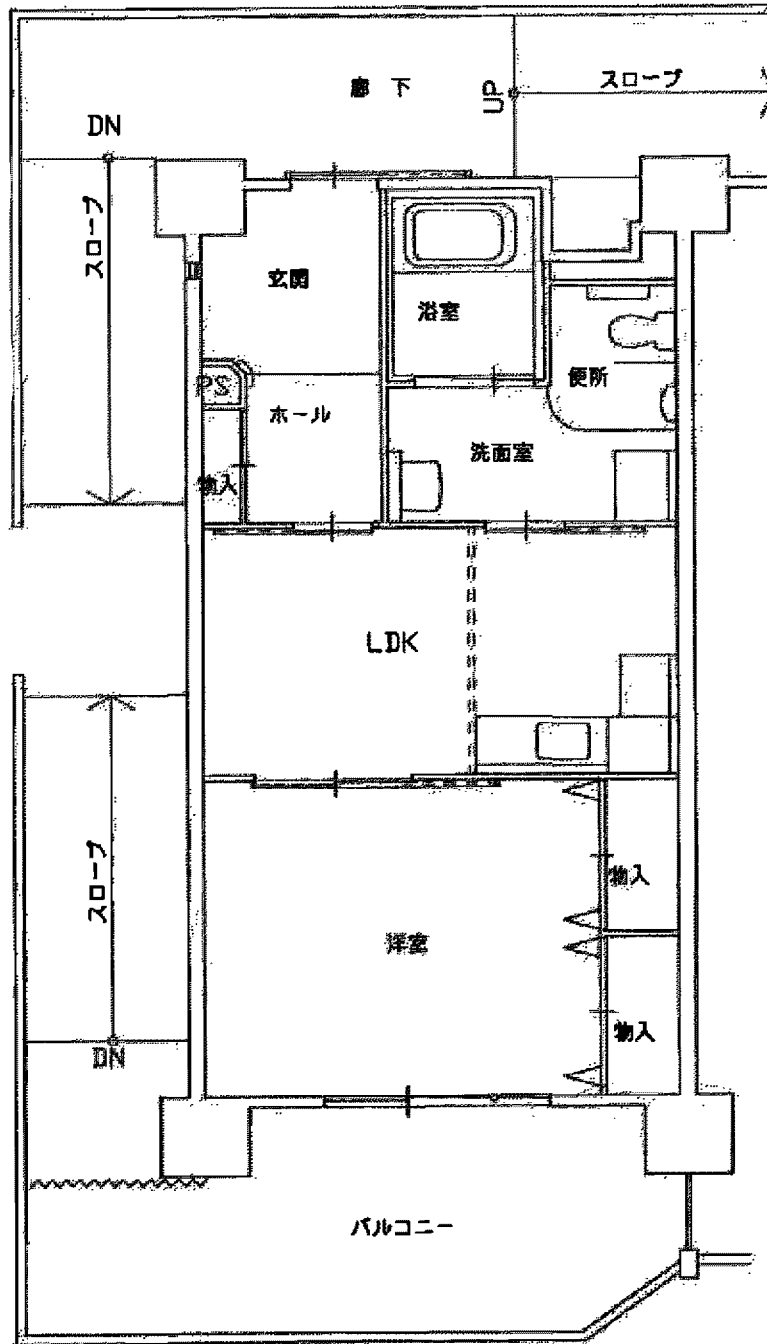 廊 下
UP
スロープ
DN
スロープ
玄関
浴室
便所
PS
ホール
洗面室
物入
LDK
スロープ
DN
洋室
物入
物入
バルコニー